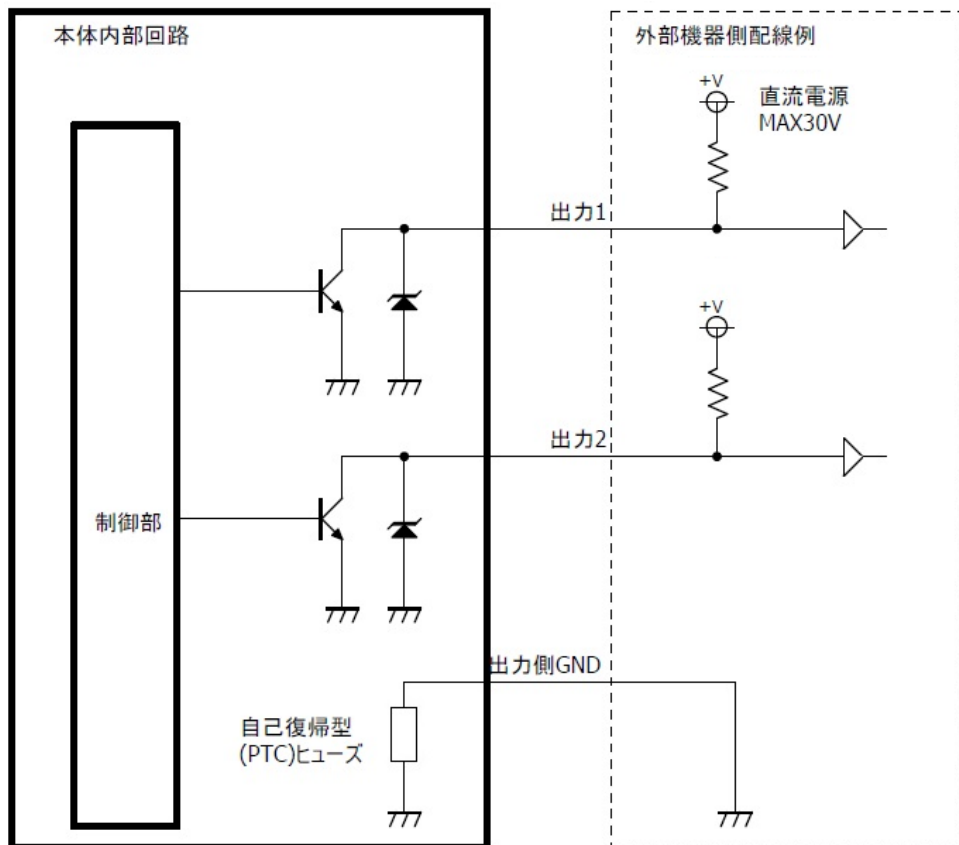 本体内部回路
外部機器側配線例
+V
直流電源
MAX30V
出力1
+V
出力2
制御部
出力側GND
自己復帰型
(PTC)ヒューズ